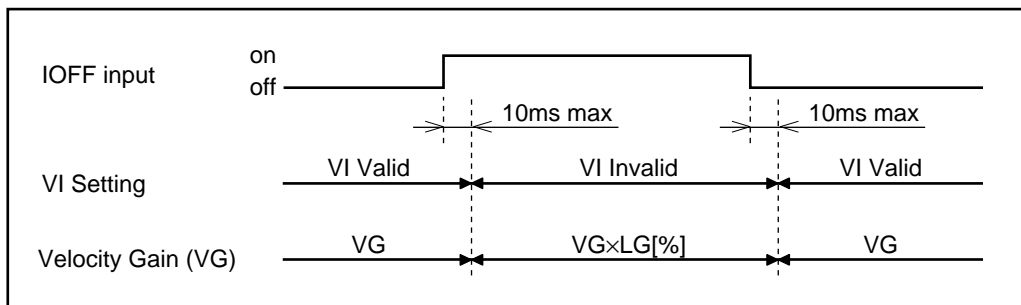 on
IOFF input
off
10ms max
10ms max
VI Valid
VI Invalid
VI Valid
VI Setting
VG
VG×LG[%]
VG
Velocity Gain (VG)